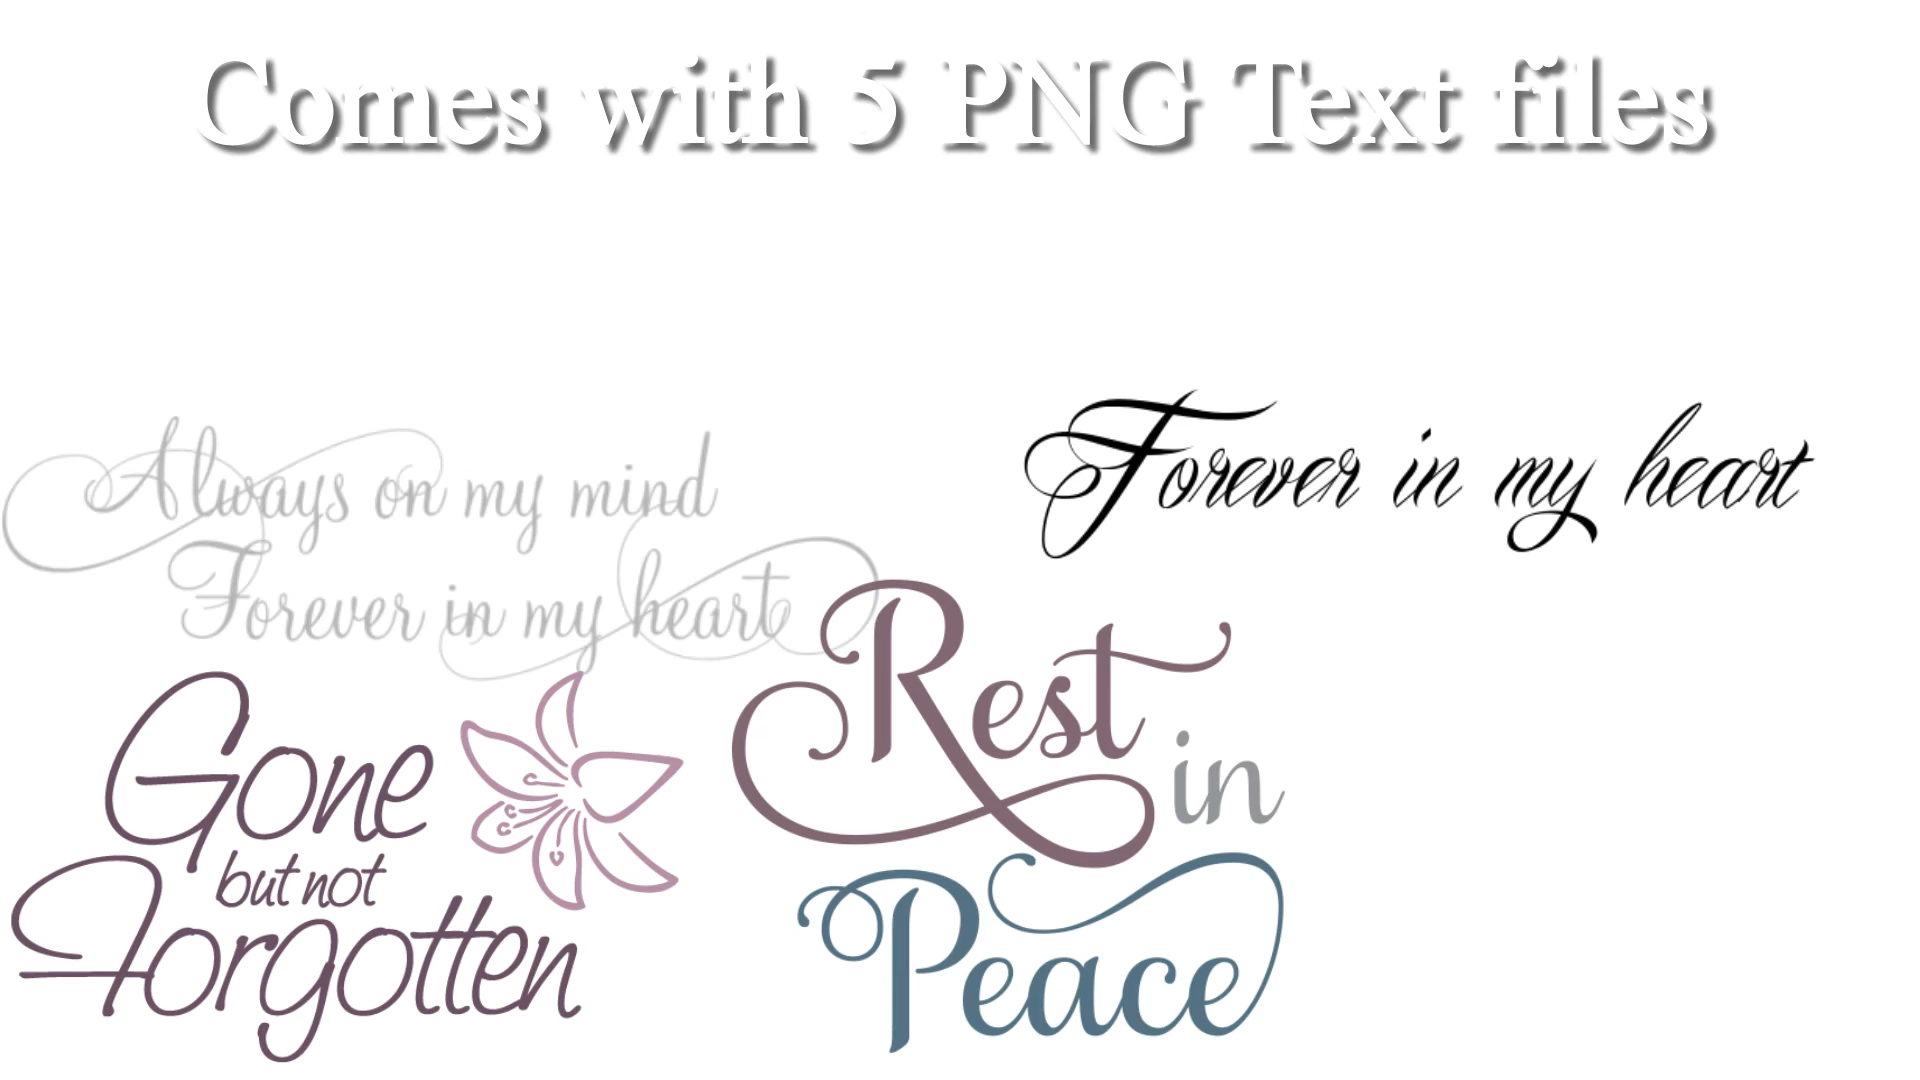 Comes with 5 PNG Text files
Always on my mind
Forever in my heart
Forever in my heart
Gone
but not
Forgotten
Rest
in
Peace